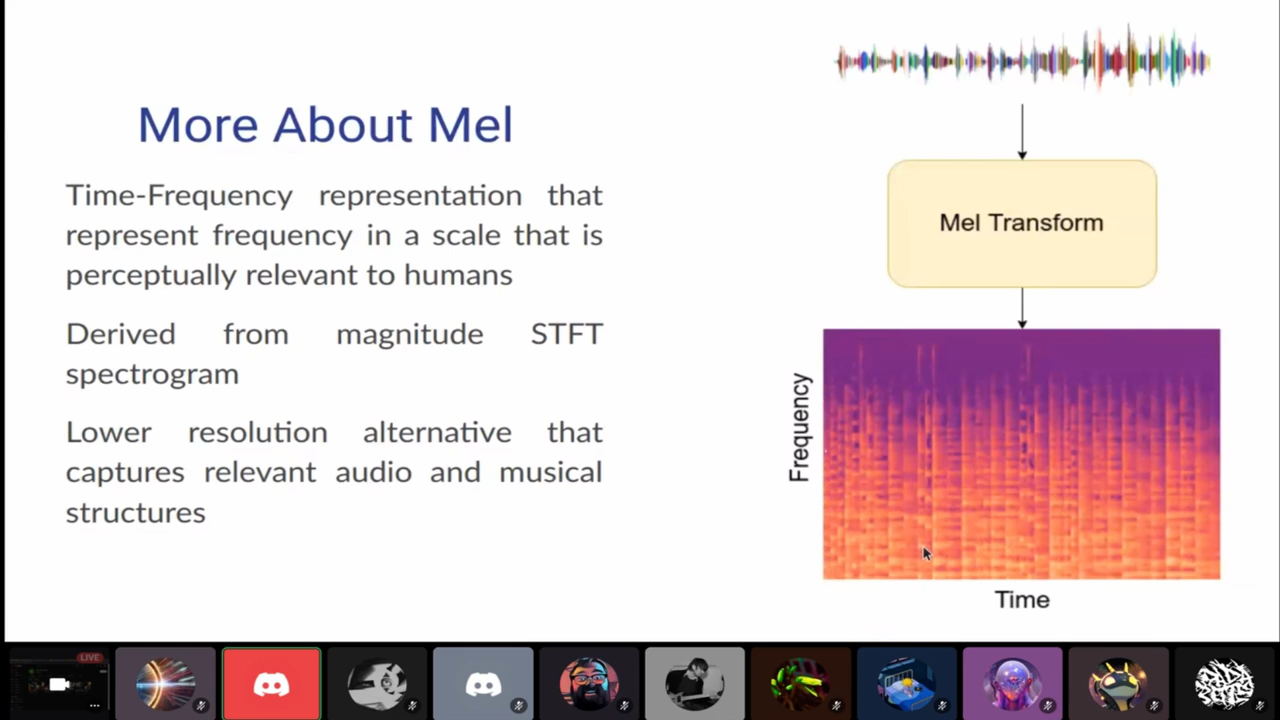 More About Mel
Time-Frequency representation that
represent frequency in a scale that is
perceptually relevant to humans
Derived from magnitude STFT
spectrogram
Lower resolution alternative that
captures relevant audio and musical
structures
Mel Transform
Frequency
Time
LIVE